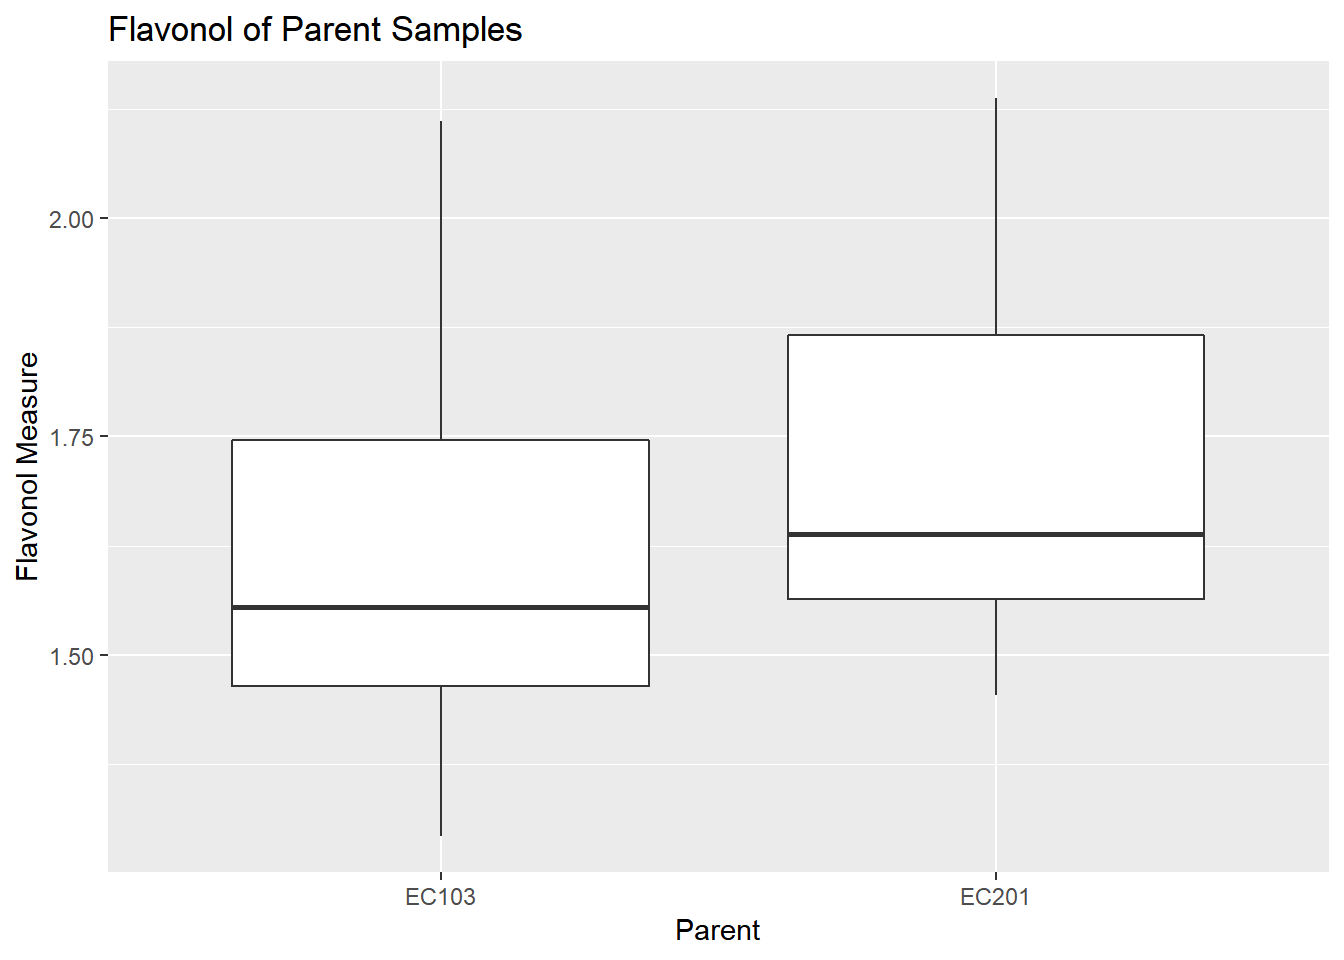 Flavonol of Parent Samples
Flavonol Measure
2.00
1.75
1.50
EC103
EC201
Parent